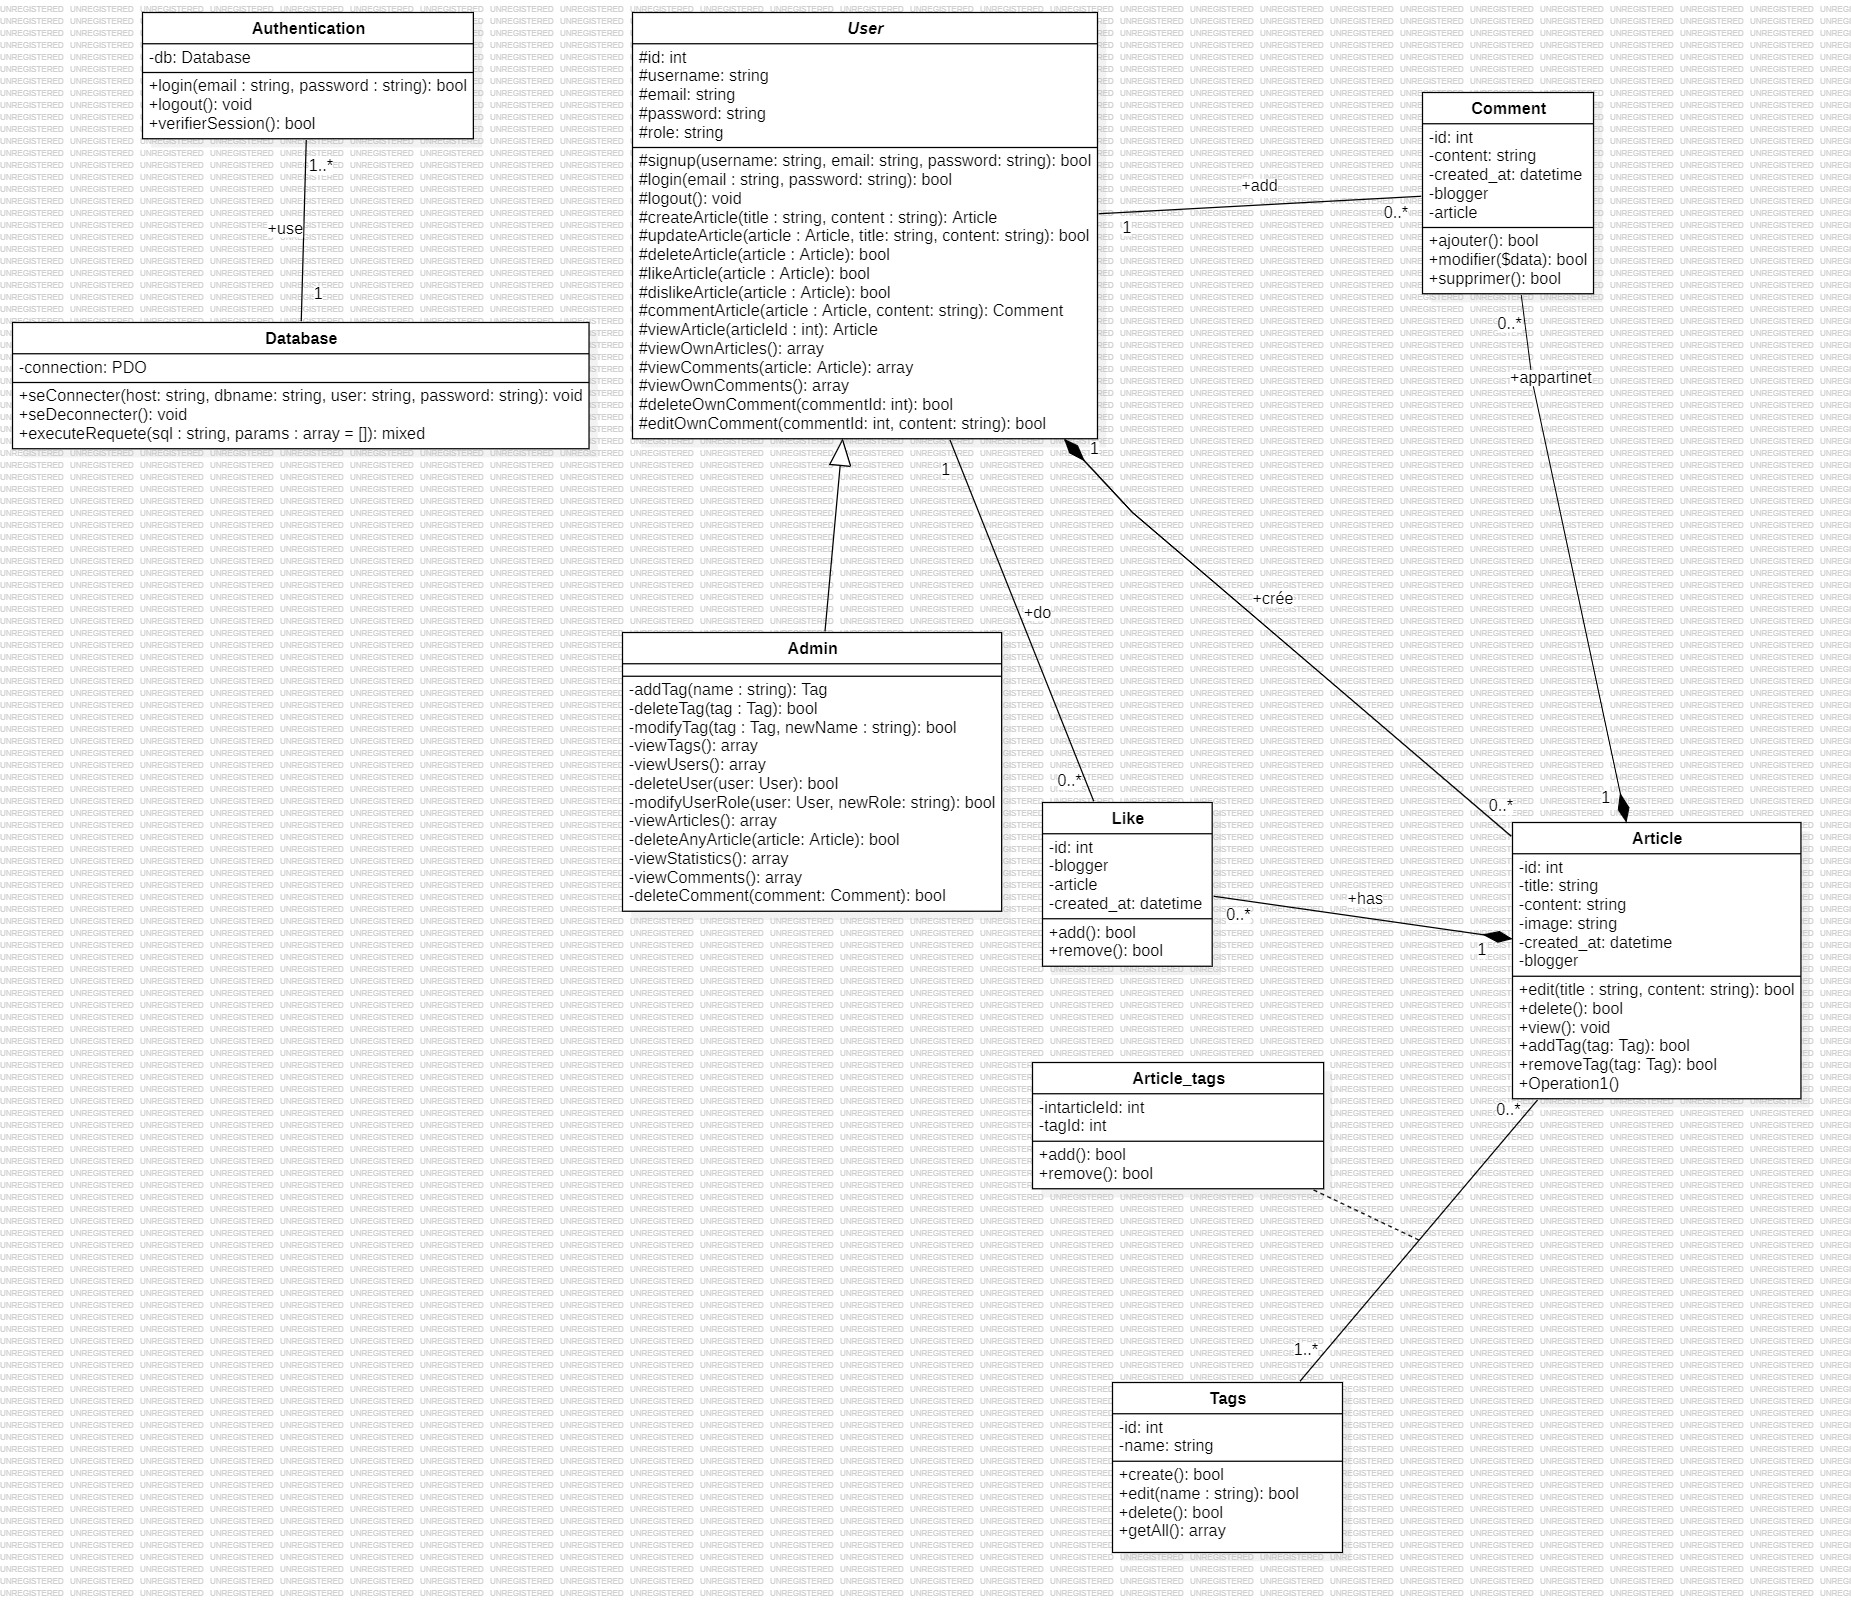 Authentication
-db: Database
+login(email : string, password : string): bool
+logout(): void
+verifierSession(): bool
1..*
+use
1
Database
-connection: PDO
+seConnecter(host: string, dbname: string, user: string, password: string): void
+seDeconnecter(): void
+executeRequete(sql : string, params : array = []): mixed
User
#id: int
#username: string
#email: string
#password: string
#role: string
#signup(username: string, email: string, password: string): bool
#login(email : string, password: string): bool
#logout(): void
#createArticle(title : string, content : string): Article
#updateArticle(article : Article, title: string, content: string): bool
#deleteArticle(article : Article): bool
#likeArticle(article : Article): bool
#dislikeArticle(article : Article): bool
#commentArticle(article : Article, content: string): Comment
#viewArticle(articleId : int): Article
#viewOwnArticles(): array
#viewComments(article: Article): array
#viewOwnComments(): array
#deleteOwnComment(commentId: int): bool
#editOwnComment(commentId: int, content: string): bool
+add
1
0..*
Comment
-id: int
-content: string
-created_at: datetime
-blogger
-article
+ajouter(): bool
+modifier($data): bool
+supprimer(): bool
0..*
+appartinet
1
1
+do
0..*
1
+crée
0..*
Admin
-addTag(name : string): Tag
-deleteTag(tag : Tag): bool
-modifyTag(tag : Tag, newName : string): bool
-viewTags(): array
-viewUsers(): array
-deleteUser(user: User): bool
-modifyUserRole(user: User, newRole: string): bool
-viewArticles(): array
-deleteAnyArticle(article: Article): bool
-viewStatistics(): array
-viewComments(): array
-deleteComment(comment: Comment): bool
Like
-id: int
-blogger
-article
-created_at: datetime
+add(): bool
+remove(): bool
0..*
+has
1
Article
-id: int
-title: string
-content: string
-image: string
-created_at: datetime
-blogger
+edit(title : string, content: string): bool
+delete(): bool
+view(): void
+addTag(tag: Tag): bool
+removeTag(tag: Tag): bool
+Operation1()
0..*
Article_tags
-intarticleId: int
-tagId: int
+add(): bool
+remove(): bool
1..*
Tags
-id: int
-name: string
+create(): bool
+edit(name : string): bool
+delete(): bool
+getAll(): array
UNREGISTERED